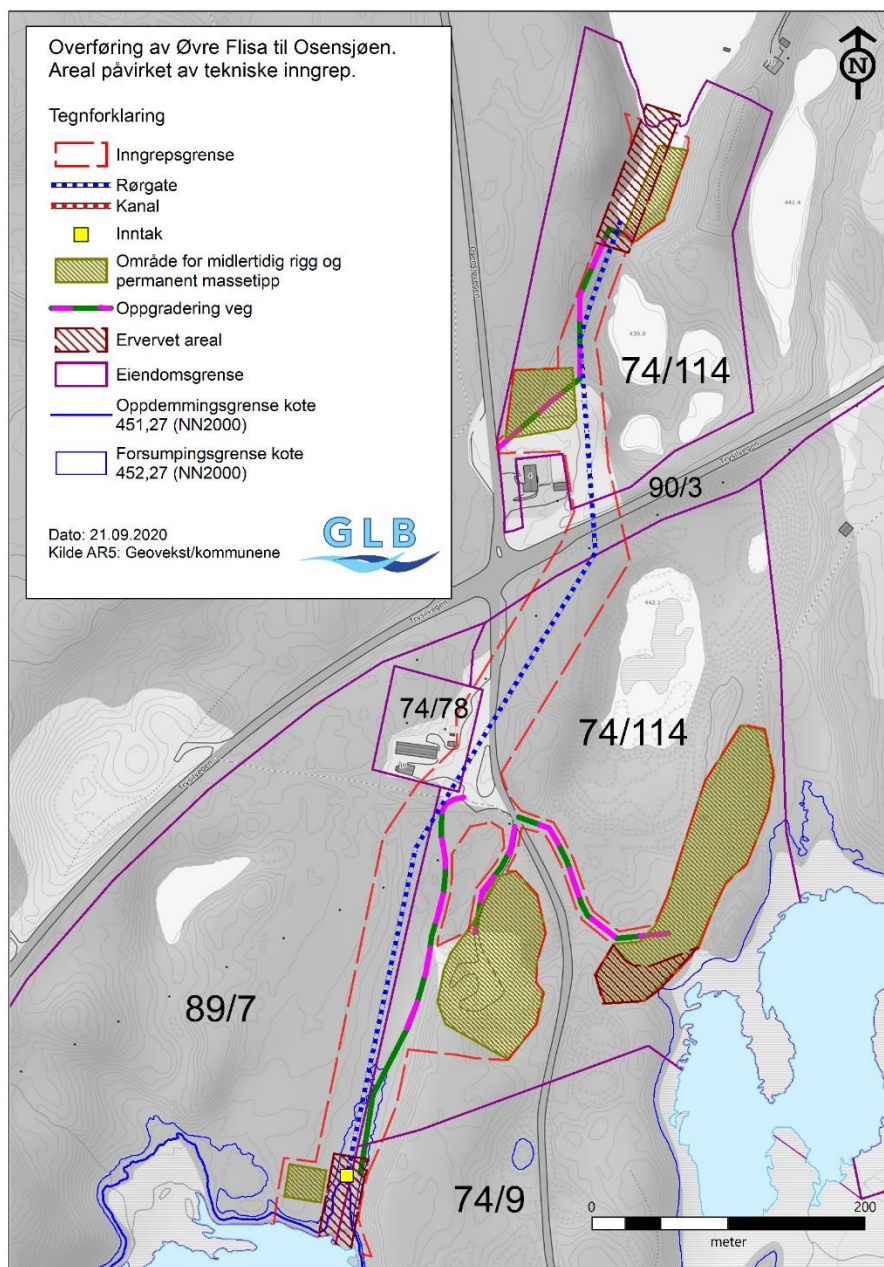 Overføring av Øvre Flisa til Osensjøen.
Areal påvirket av tekniske inngrep.
Tegnforklaring
Inngrepsgrense
Rørgate
Kanal
Inntak
Område for midlertidig rigg og
permanent massetipp
Oppgradering veg
Ervervet areal
Eiendomsgrense
Oppdemmingsgrense kote
451,27 (NN2000)
Forsumpingsgrense kote
452,27 (NN2000)
Dato: 21.09.2020
Kilde AR5: Geovekst/kommunene
GLB
N
441.4
Osensjøvegen
439.0
74/114
Trysilvegen
90/3
442.1
Trysilvegen
74/78
74/114
Trysilvegen
89/7
74/9
0 200
meter